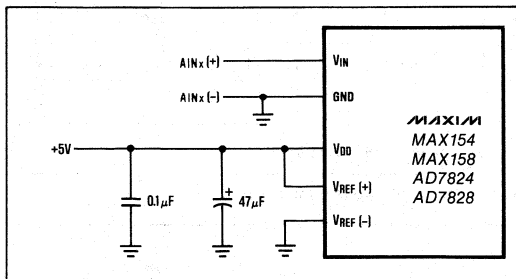 AINx (+)
VIN
AINx (-)
GND
MAXIM
MAX154
MAX158
AD7824
AD7828
+5V
VDD
VREF (+)
0.1μF
+
47μF
VREF (-)